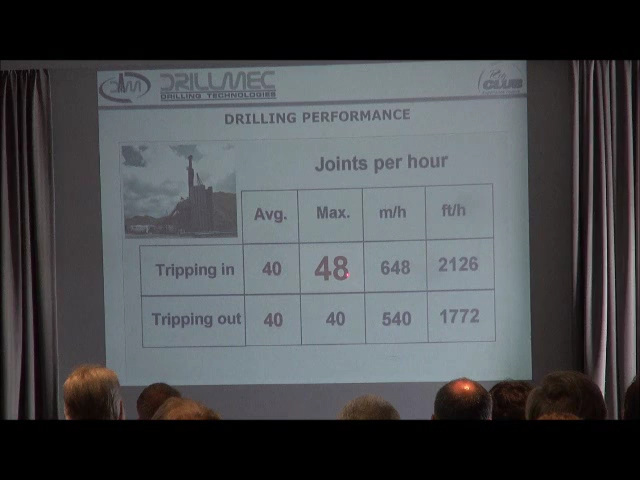 DRILLMEC
DRILLING TECHNOLOGIES
CLUB
DRILLING PERFORMANCE
Joints per hour
Avg. Max. m/h ft/h
Tripping in 40 48 648 2126
Tripping out 40 40 540 1772